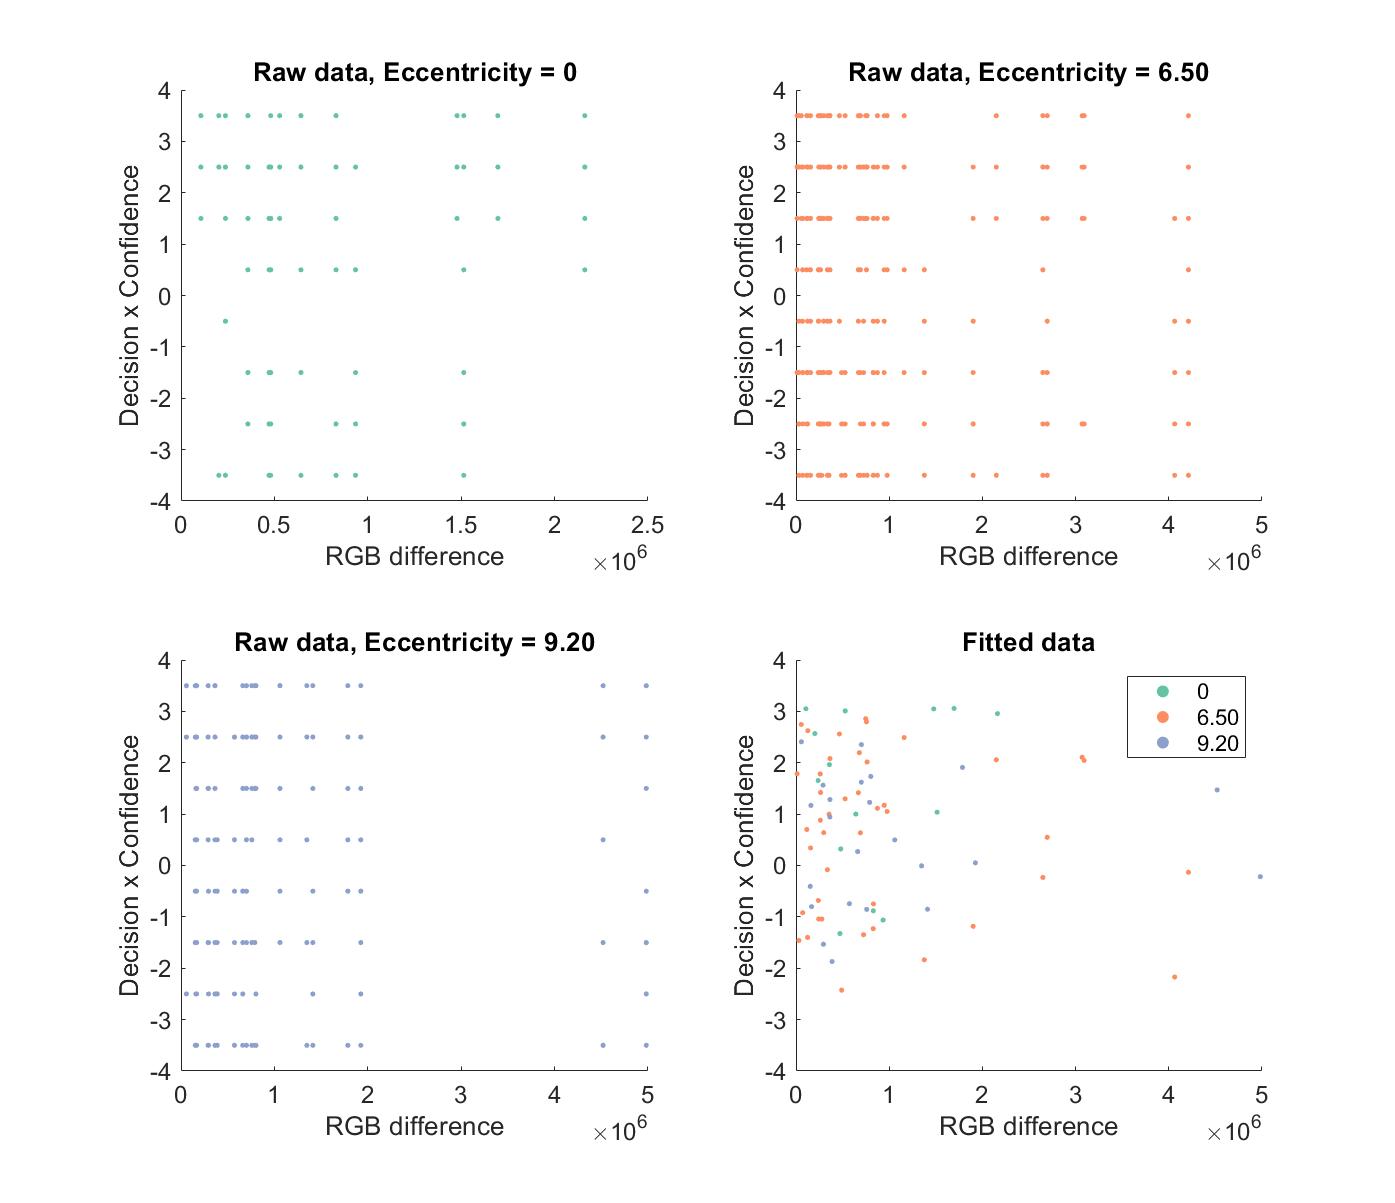 Raw data, Eccentricity = 0
4
3
2
1
0
-1
-2
-3
-4
Decision x Confidence
0 0.5 1 1.5 2 2.5
RGB difference
×10^6
Raw data, Eccentricity = 6.50
4
3
2
1
0
-1
-2
-3
-4
Decision x Confidence
0 1 2 3 4 5
RGB difference
×10^6
Raw data, Eccentricity = 9.20
4
3
2
1
0
-1
-2
-3
-4
Decision x Confidence
0 1 2 3 4 5
RGB difference
×10^6
Fitted data
4
3
2
1
0
-1
-2
-3
-4
Decision x Confidence
0
6.50
9.20
0 1 2 3 4 5
RGB difference
×10^6